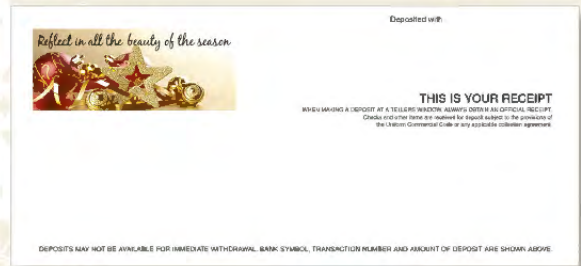 Deposited with
Reflect in all the beauty of the season
THIS IS YOUR RECEIPT
WHEN MAKING A DEPOSIT AT A TELLERS WINDOW, ALWAYS OBTAIN AN OFFICIAL RECEIPT.
Checks and other items are received for deposit subject to the provisions of
the Uniform Commercial Code or any applicable collection agreement.
DEPOSITS MAY NOT BE AVAILABLE FOR IMMEDIATE WITHDRAWAL. BANK SYMBOL, TRANSACTION NUMBER AND AMOUNT OF DEPOSIT ARE SHOWN ABOVE.